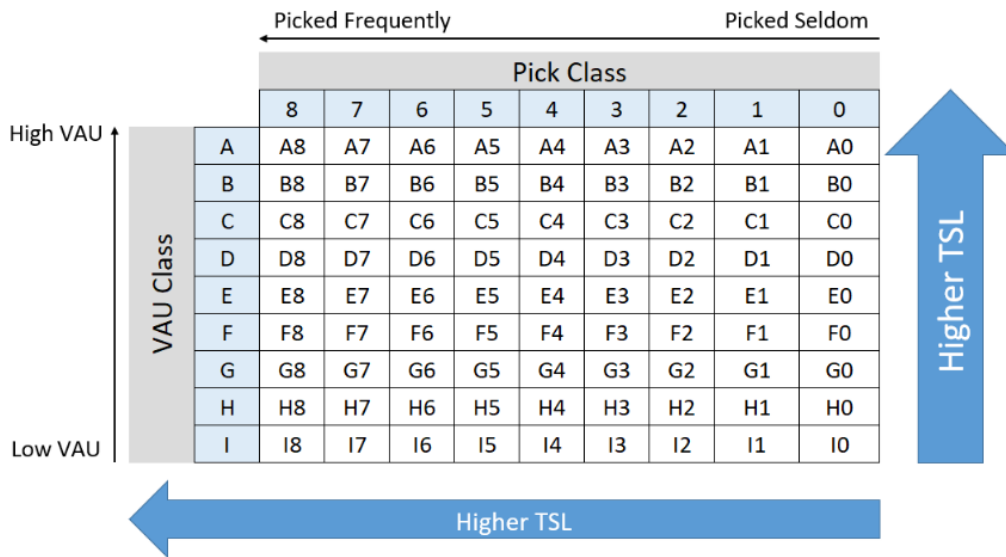 Picked Frequently Picked Seldom
Pick Class
8 7 6 5 4 3 2 1 0
High VAU
A A8 A7 A6 A5 A4 A3 A2 A1 A0
B B8 B7 B6 B5 B4 B3 B2 B1 B0
C C8 C7 C6 C5 C4 C3 C2 C1 C0
D D8 D7 D6 D5 D4 D3 D2 D1 D0
E E8 E7 E6 E5 E4 E3 E2 E1 E0
F F8 F7 F6 F5 F4 F3 F2 F1 F0
G G8 G7 G6 G5 G4 G3 G2 G1 G0
H H8 H7 H6 H5 H4 H3 H2 H1 H0
I I8 I7 I6 I5 I4 I3 I2 I1 I0
Low VAU
VAU Class
Higher TSL
Higher TSL